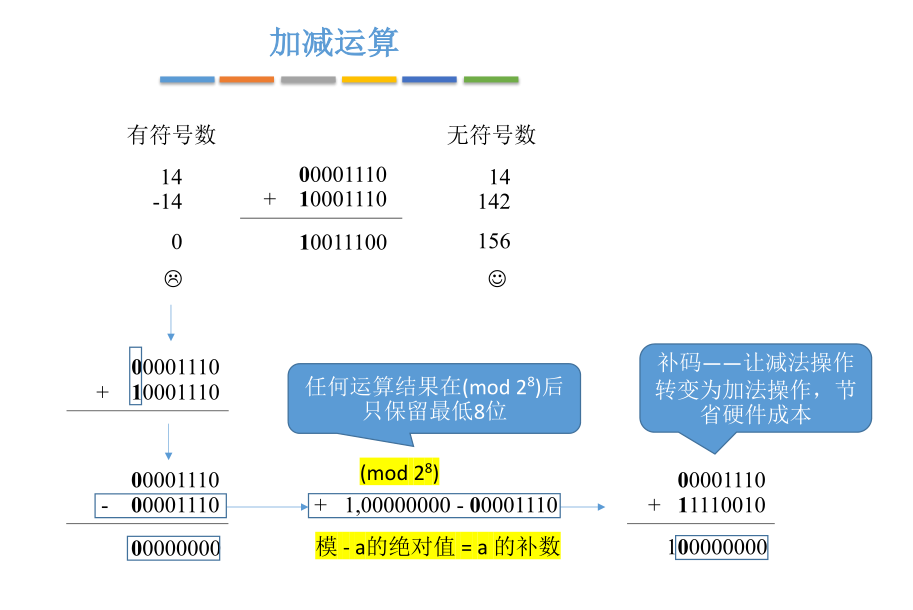 加减运算
有符号数
无符号数
14
-14
0
00001110
+ 10001110
10011100
14
142
156
00001110
+ 10001110
任何运算结果在(mod 2⁸)后
只保留最低8位
补码——让减法操作
转变为加法操作，节
省硬件成本
00001110
- 00001110
00000000
(mod 2⁸)
+ 1,00000000 - 00001110
模 - a的绝对值 = a 的补数
00001110
+ 11110010
100000000